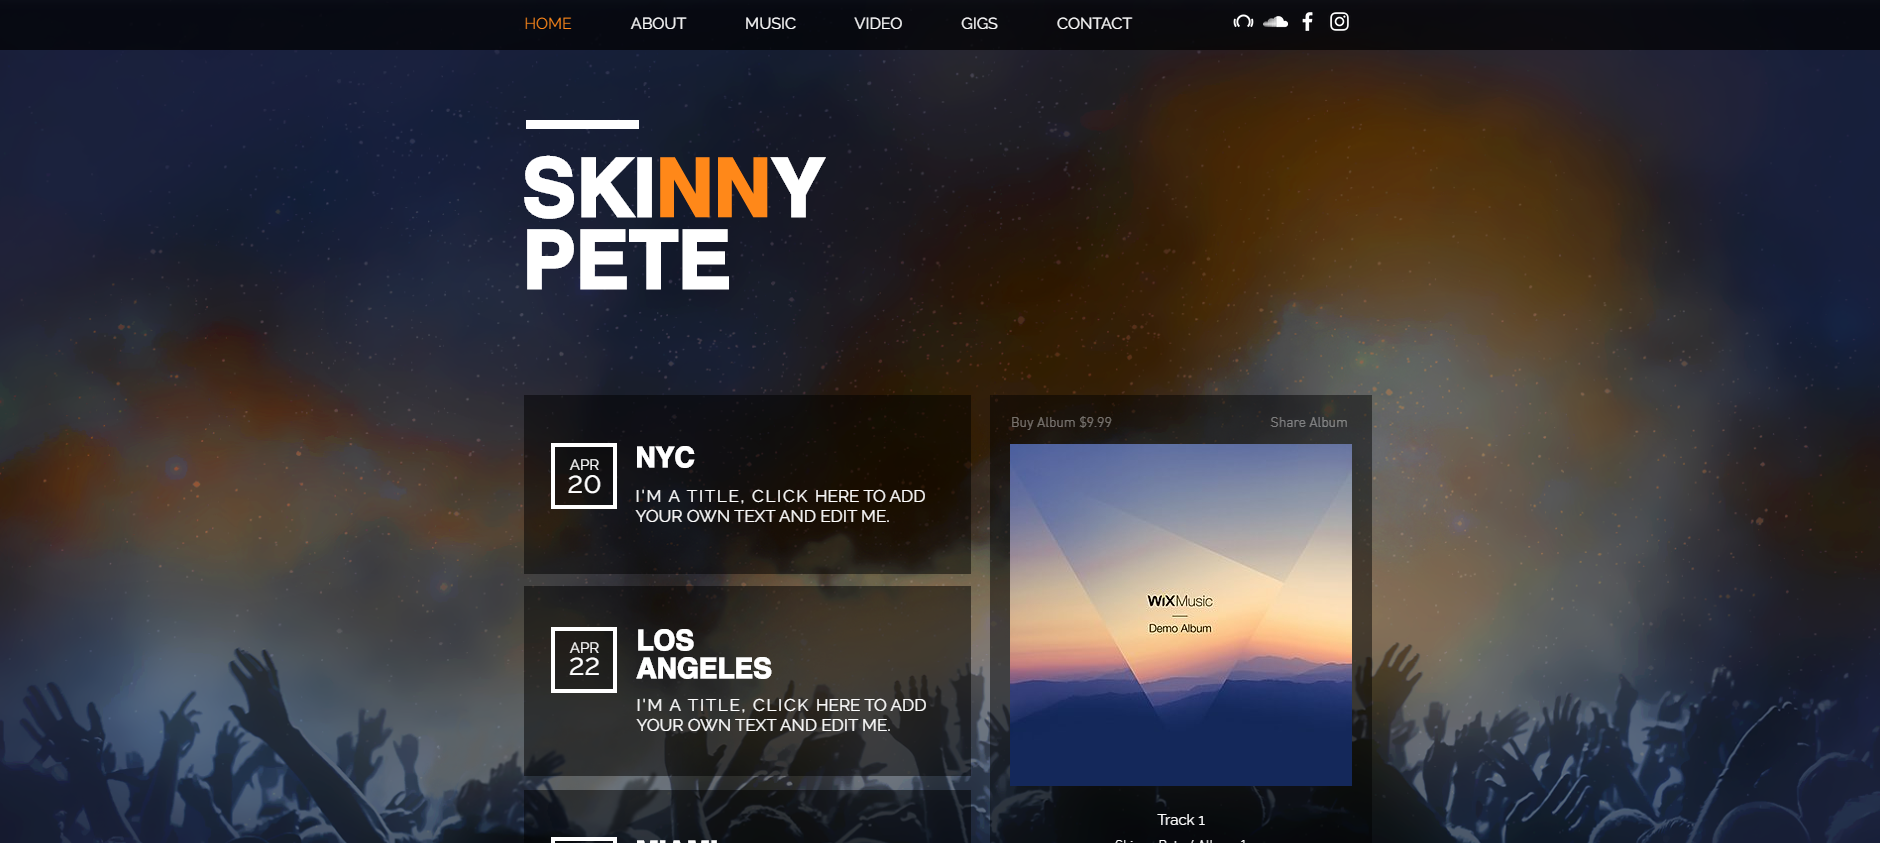 HOME ABOUT MUSIC VIDEO GIGS CONTACT
SKINNY
PETE
APR
20
NYC
I'M A TITLE, CLICK HERE TO ADD
YOUR OWN TEXT AND EDIT ME.
APR
22
LOS
ANGELES
I'M A TITLE, CLICK HERE TO ADD
YOUR OWN TEXT AND EDIT ME.
Buy Album $9.99 Share Album
WiXMusic
Demo Album
Track 1